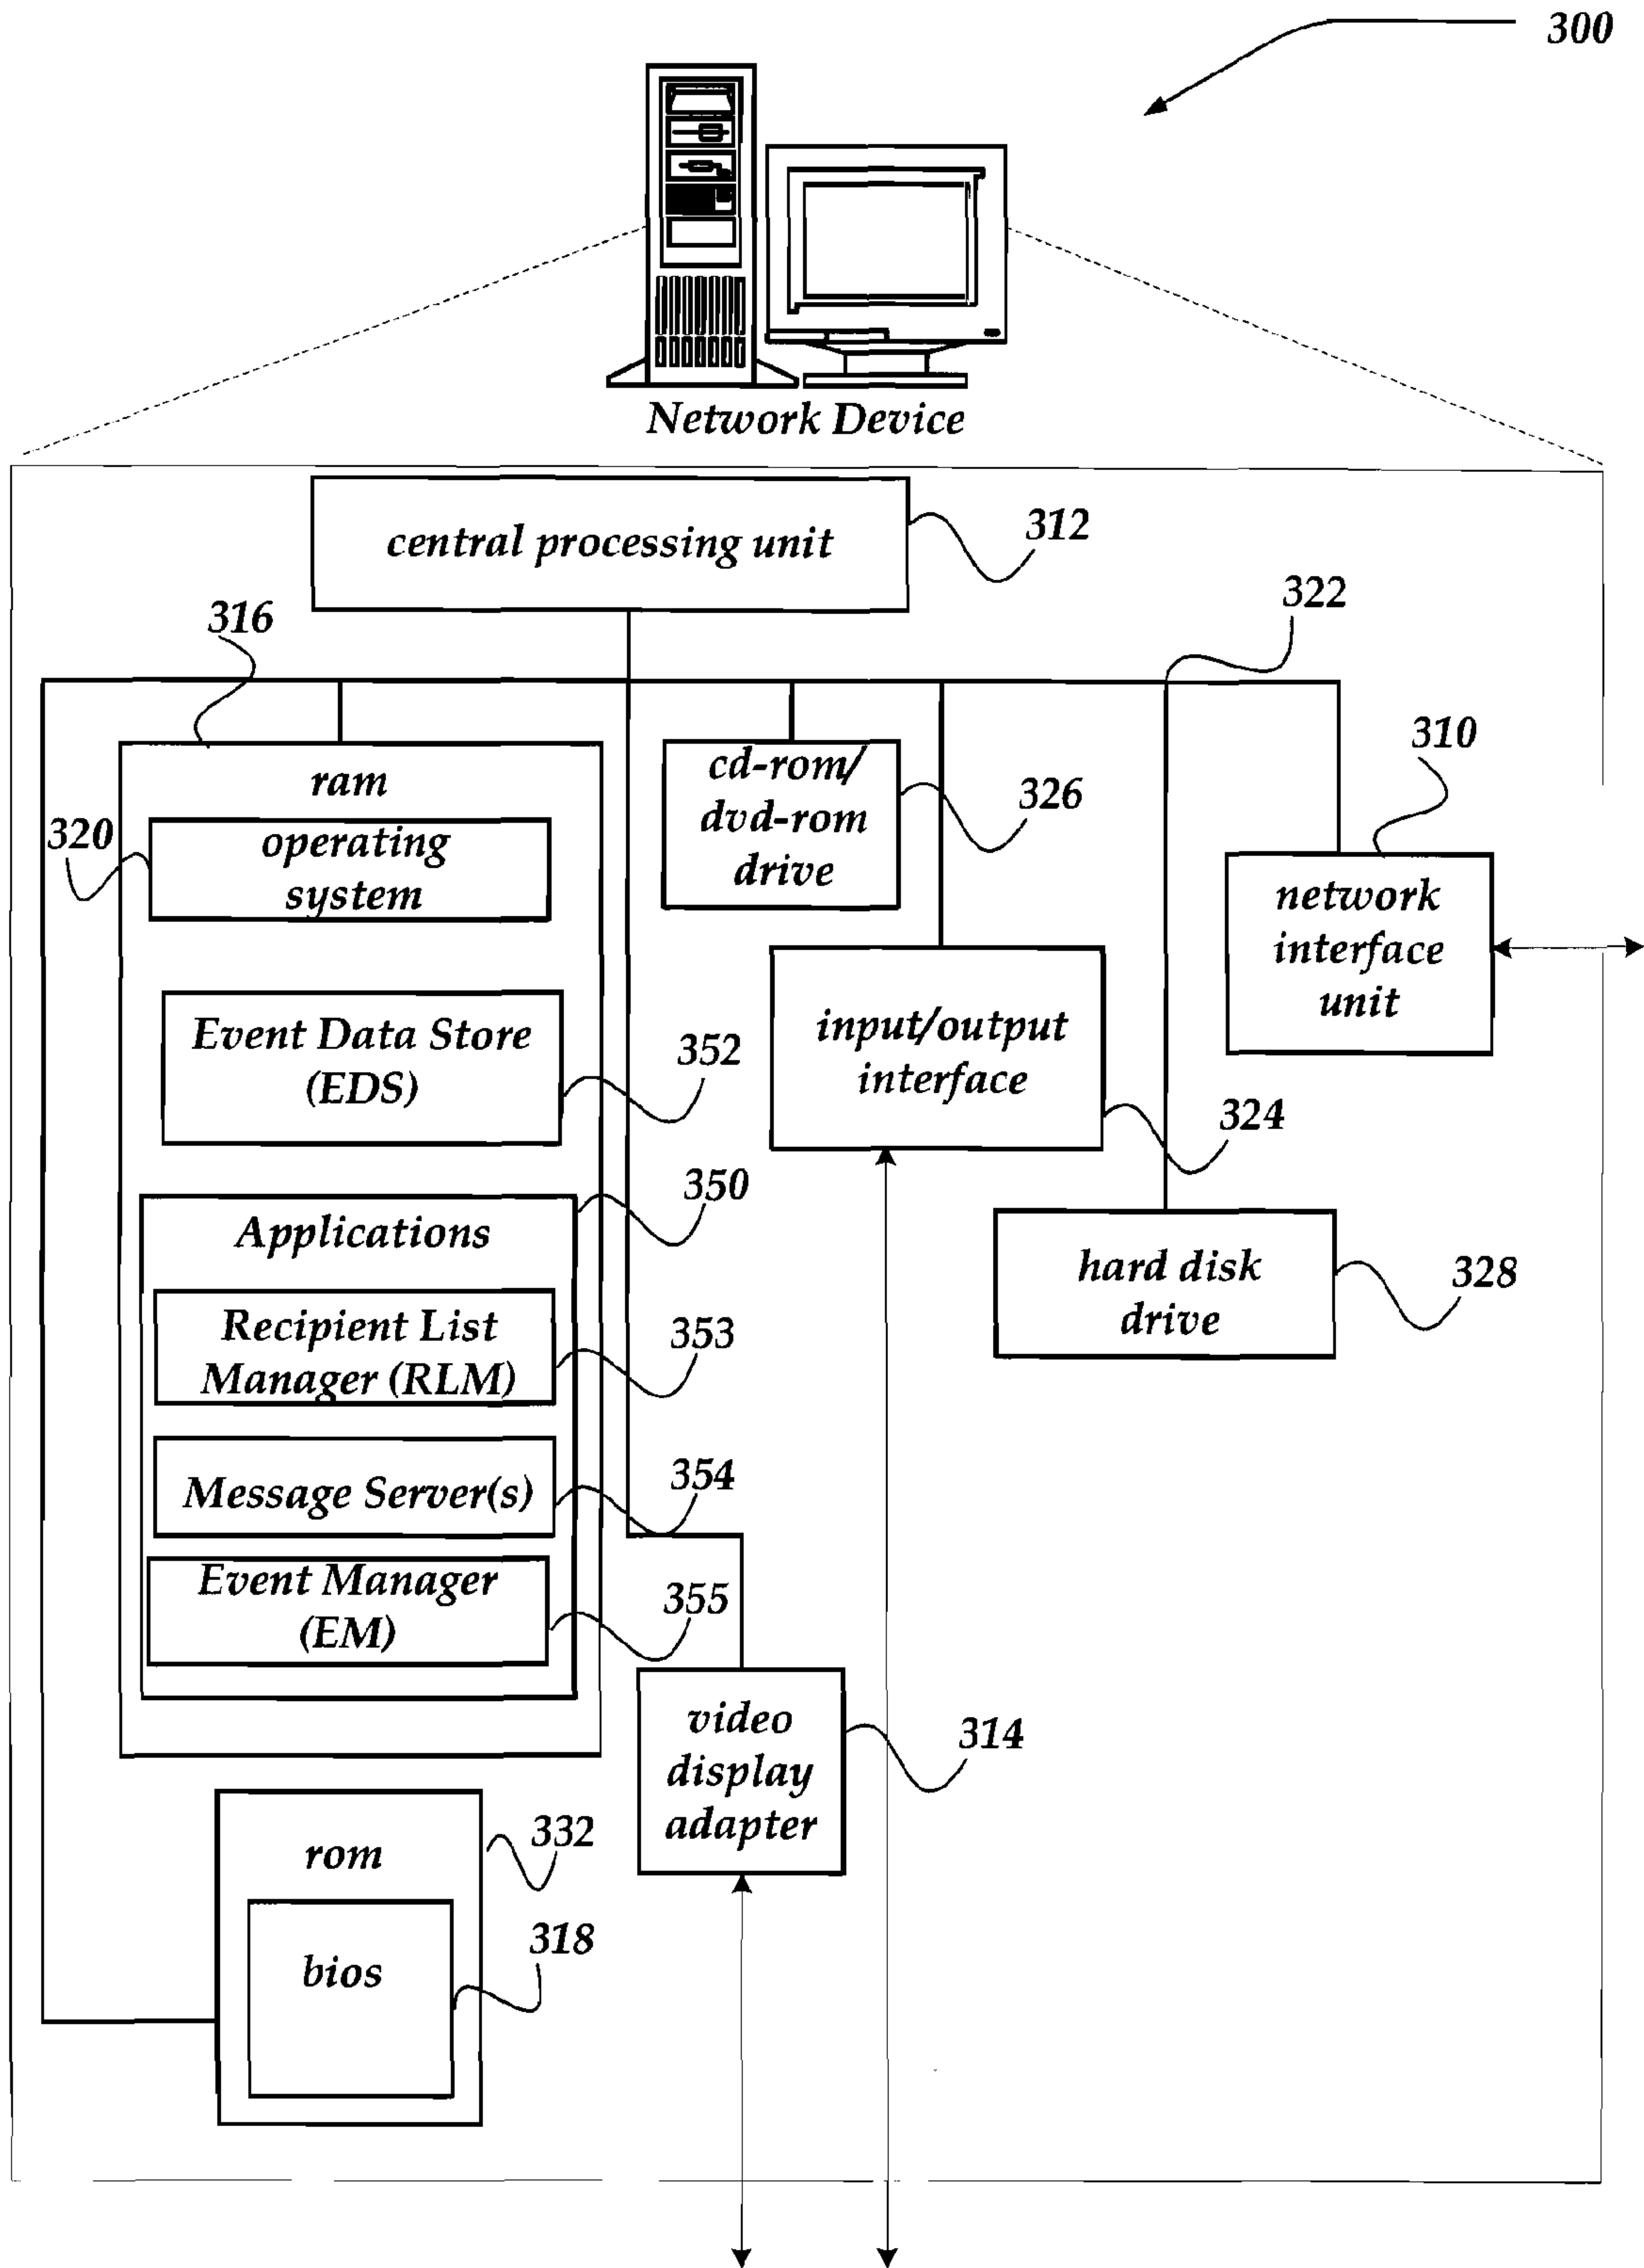 300
Network Device
central processing unit
312
322
316
310
ram
cd-rom/
dvd-rom
drive
326
320
operating
system
network
interface
unit
Event Data Store
(EDS)
352
input/output
interface
324
350
Applications
hard disk
drive
328
Recipient List
Manager (RLM)
353
Message Server(s)
354
Event Manager
(EM)
355
video
display
adapter
314
rom
332
bios
318